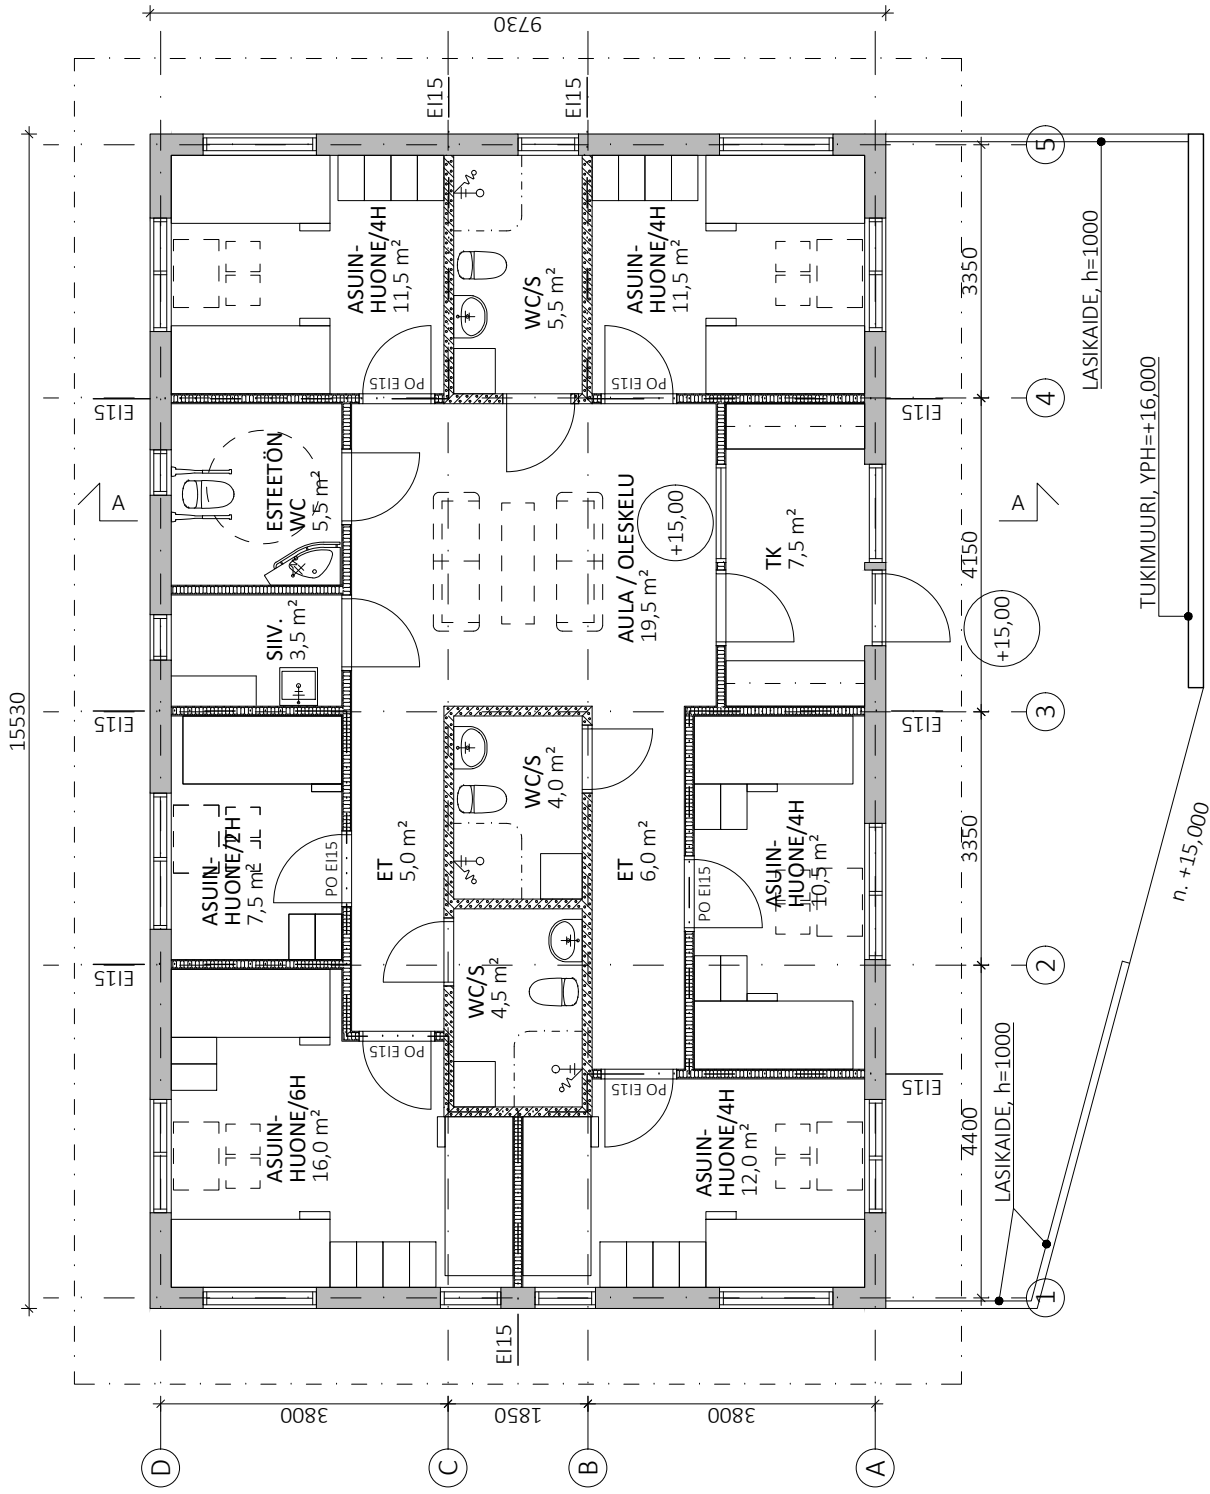 9730
15530
EI15
EI15
ASUIN-
HUONE/4H
11,5 m²
PO EI15
WC/S
5,5 m²
ASUIN-
HUONE/4H
11,5 m²
PO EI15
5
LASIKAIDE, h=1000
3350
EI15
EI15
4
A
ESTEETÖN
WC
5,5 m²
AULA / OLESKELU
19,5 m²
+15,00
TK
7,5 m²
A
4150
TUKIMUURI, YPH=+16,000
SIIV.
3,5 m²
+15,00
EI15
EI15
3
ASUIN-
HUONE/2H
7,5 m²
PO EI15
ET
5,0 m²
WC/S
4,0 m²
ET
6,0 m²
PO EI15
ASUIN-
HUONE/4H
10,5 m²
3350
n. +15,000
EI15
2
WC/S
4,5 m²
ASUIN-
HUONE/6H
16,0 m²
PO EI15
PO EI15
EI15
ASUIN-
HUONE/4H
12,0 m²
4400
LASIKAIDE, h=1000
1
EI15
3800
1850
3800
D
C
B
A